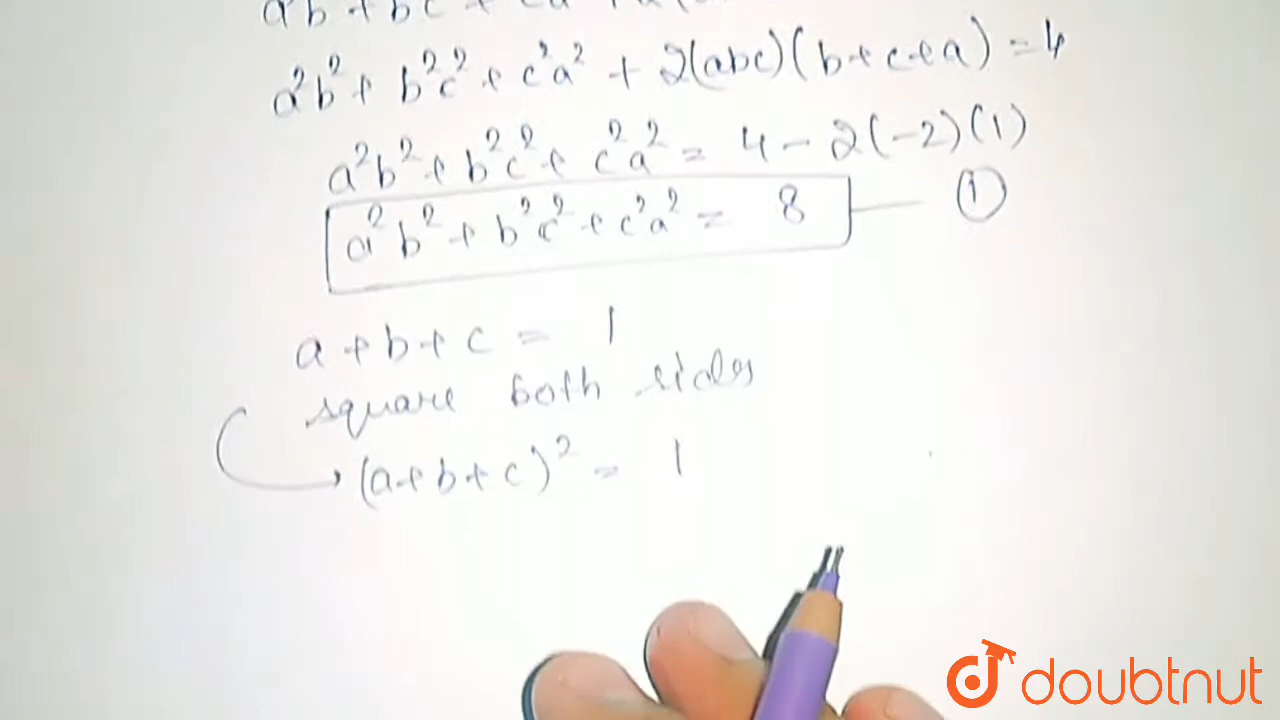 a²b²+ b²c²+ c²a² + 2(abc)(b+c+a) = 4
a²b²+ b²c²+ c²a² = 4 - 2(-2)(1)
a²b²+ b²c²+ c²a² = 8
①
a+b+c = 1
square both sides
(a+b+c)² = 1
doubtnut